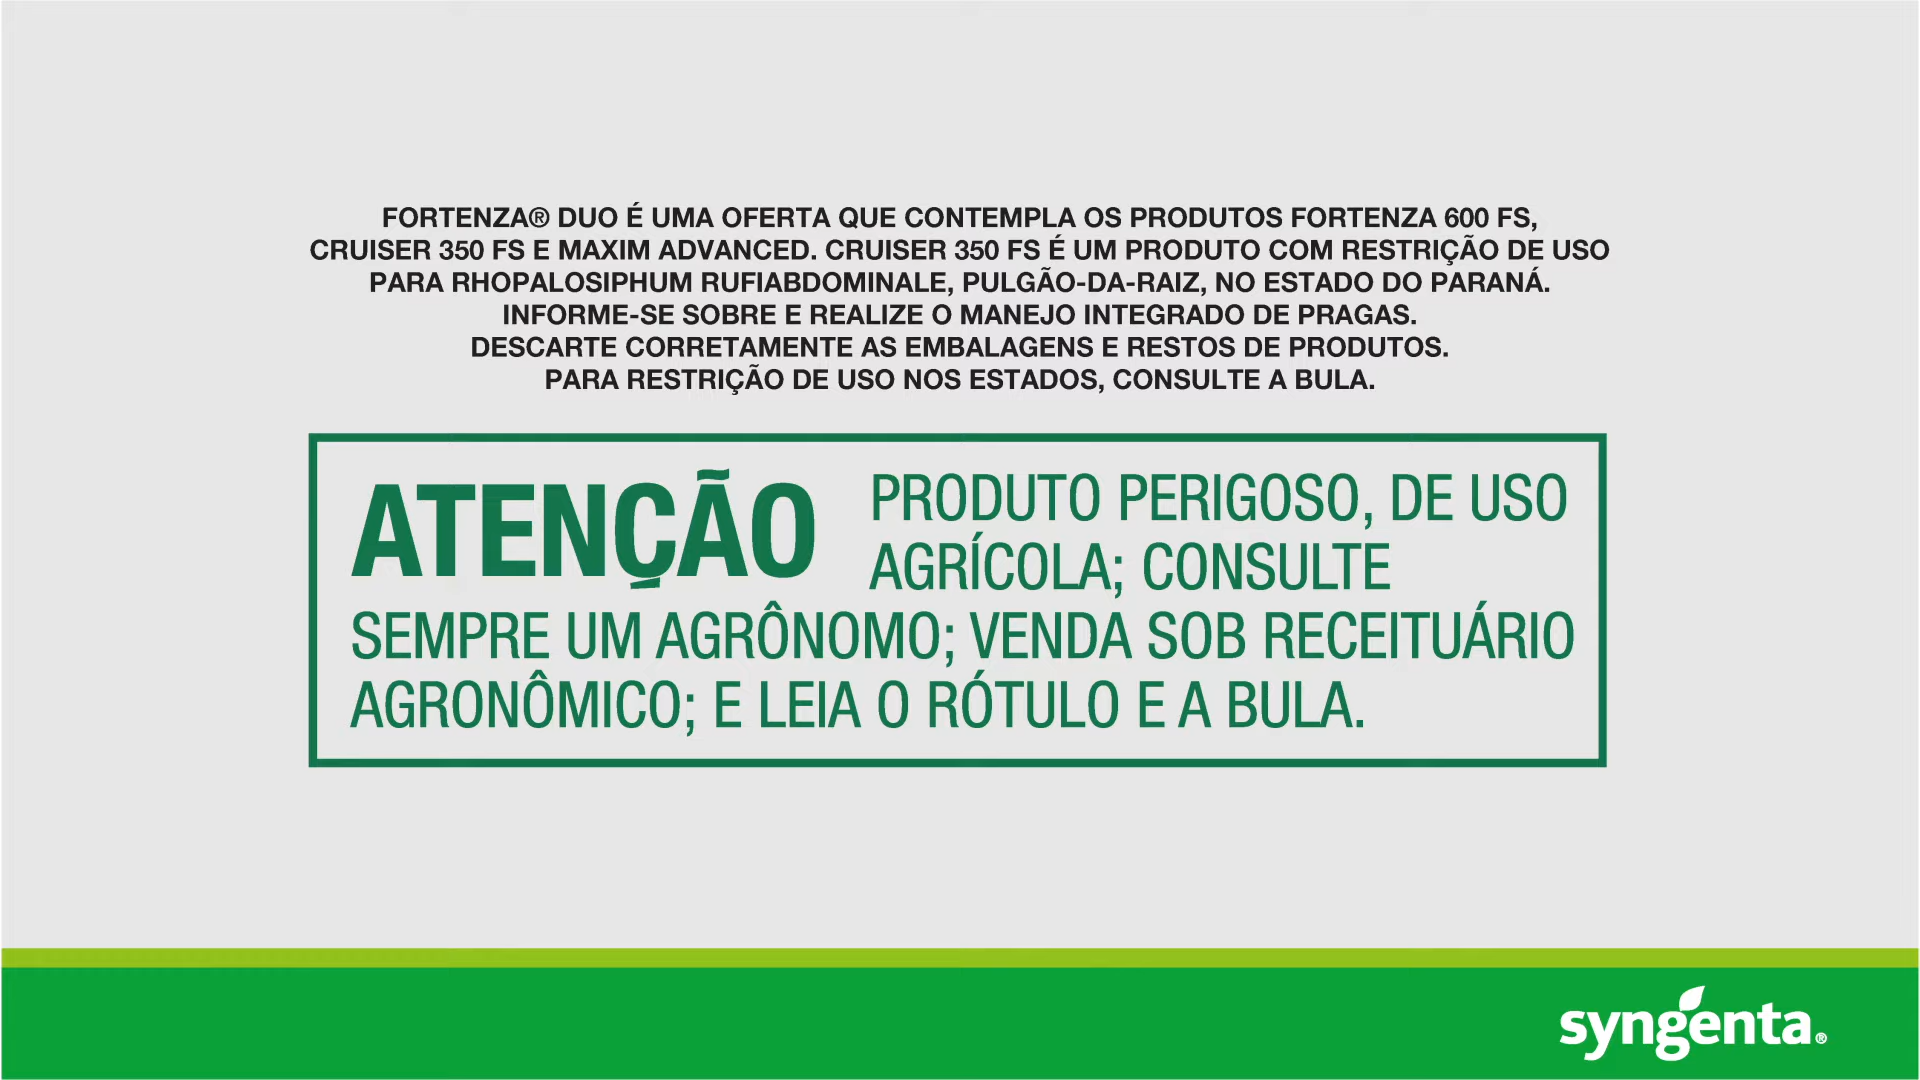 FORTENZA® DUO É UMA OFERTA QUE CONTEMPLA OS PRODUTOS FORTENZA 600 FS,
CRUISER 350 FS E MAXIM ADVANCED. CRUISER 350 FS É UM PRODUTO COM RESTRIÇÃO DE USO
PARA RHOPALOSIPHUM RUFIABDOMINALE, PULGÃO-DA-RAIZ, NO ESTADO DO PARANÁ.
INFORME-SE SOBRE E REALIZE O MANEJO INTEGRADO DE PRAGAS.
DESCARTE CORRETAMENTE AS EMBALAGENS E RESTOS DE PRODUTOS.
PARA RESTRIÇÃO DE USO NOS ESTADOS, CONSULTE A BULA.
ATENÇÃO PRODUTO PERIGOSO, DE USO
AGRÍCOLA; CONSULTE
SEMPRE UM AGRÔNOMO; VENDA SOB RECEITUÁRIO
AGRONÔMICO; E LEIA O RÓTULO E A BULA.
syngenta®